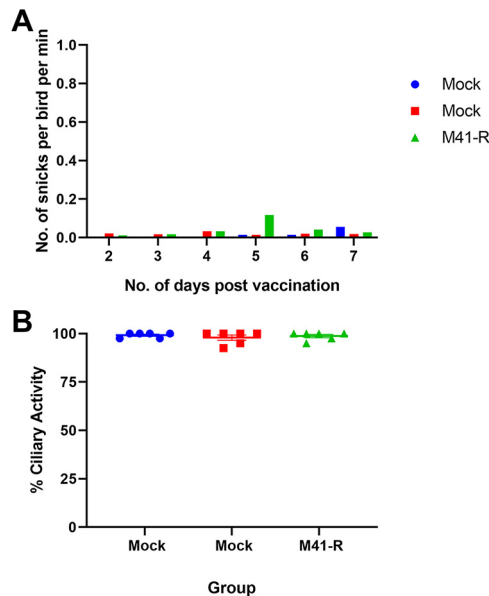 A
No. of snicks per bird per min
1.0
0.8
0.6
0.4
0.2
0.0
2 3 4 5 6 7
No. of days post vaccination
Mock
Mock
M41-R
B
% Ciliary Activity
100
75
50
25
0
Mock Mock M41-R
Group